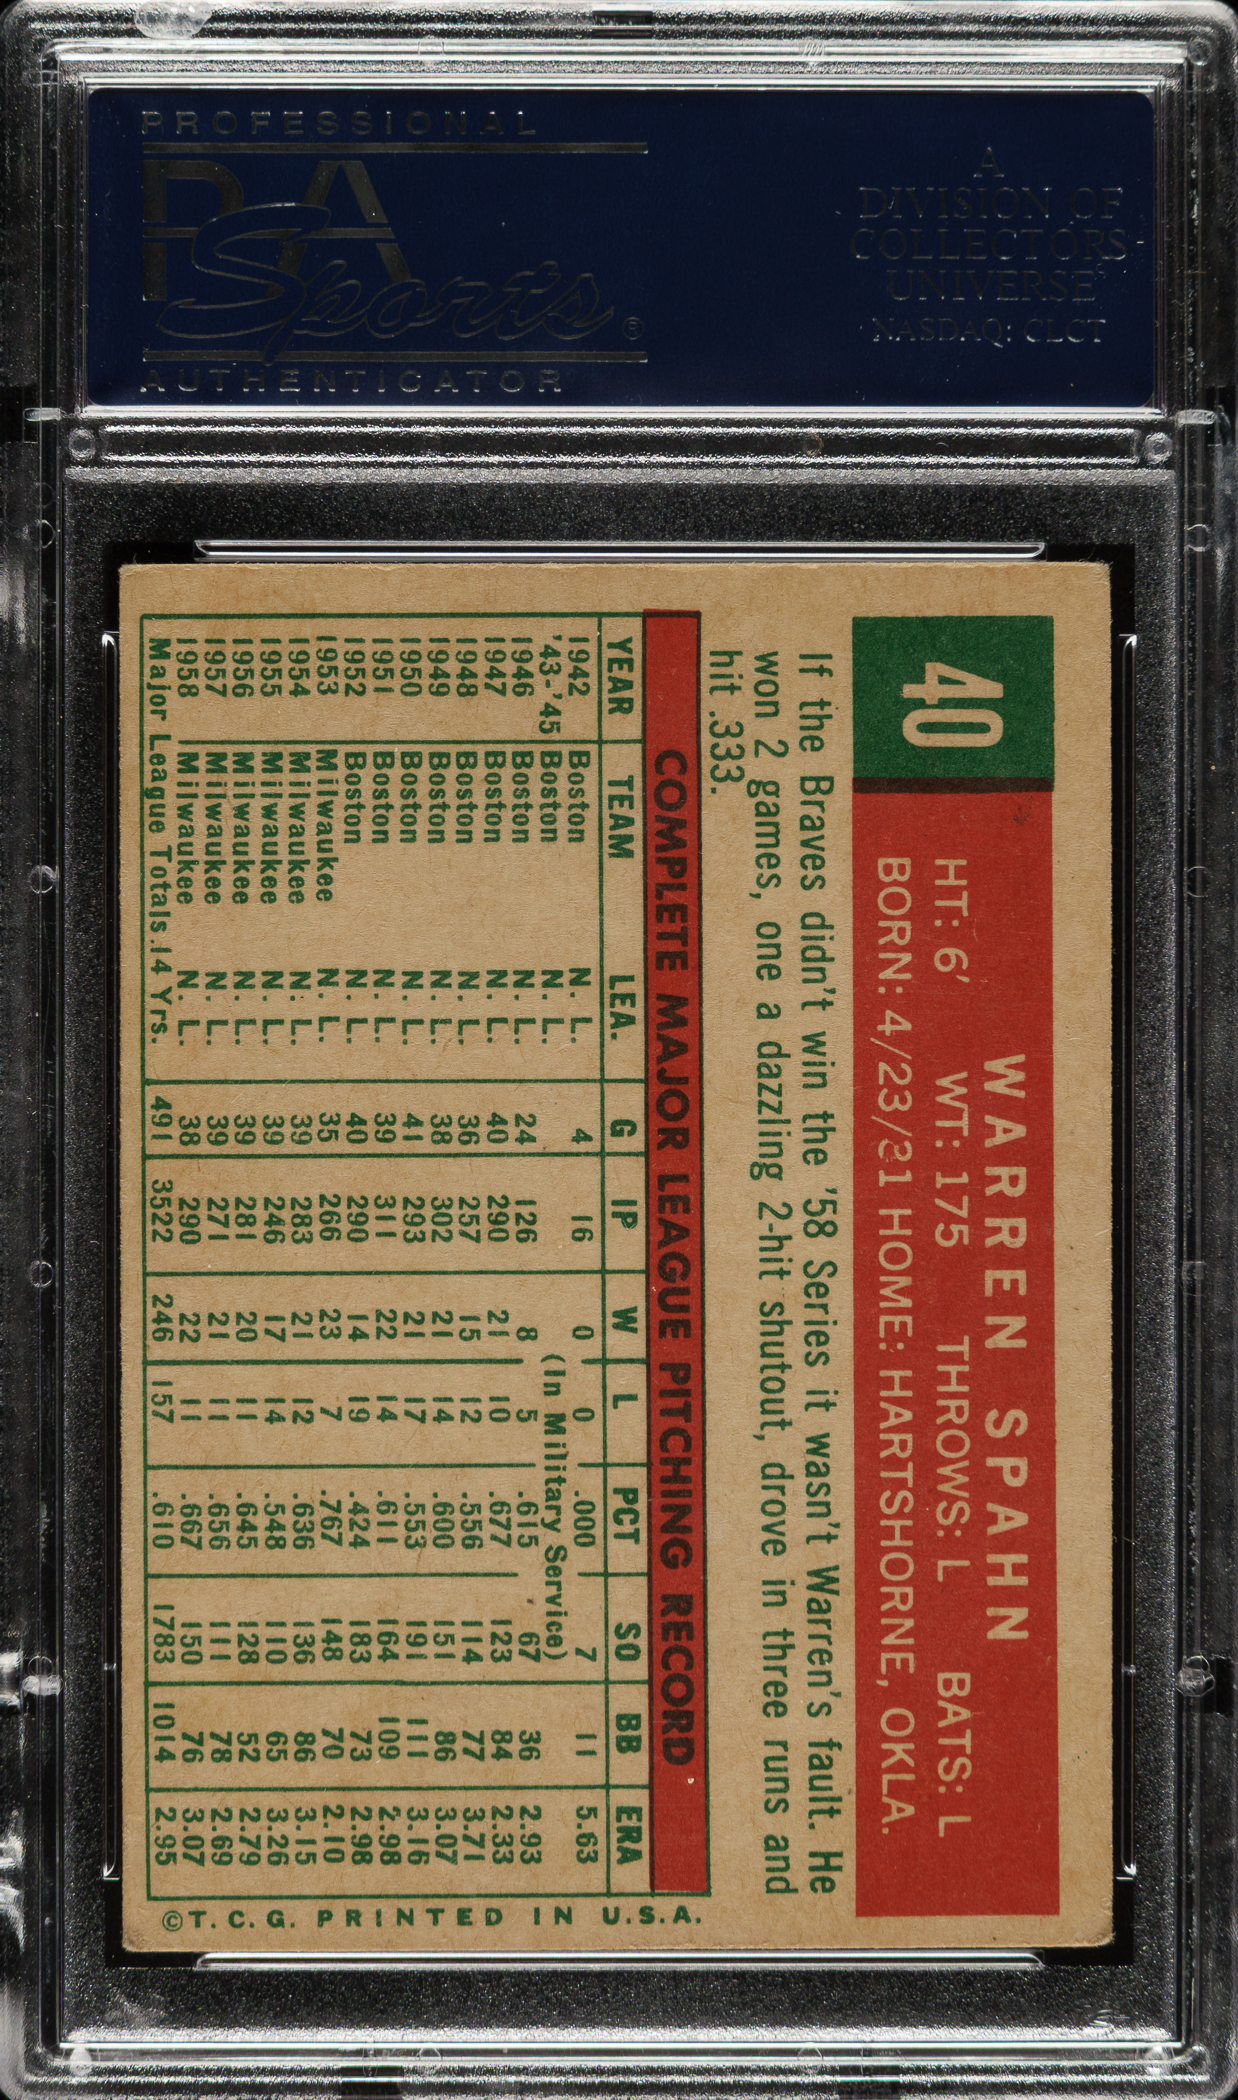 PROFESSIONAL
PSA
Sports®
AUTHENTICATOR
A
DIVISION OF
COLLECTORS
UNIVERSE
NASDAQ: CLCT
40
WARREN SPAHN
HT: 6' WT: 175 THROWS: L BATS: L
BORN: 4/23/21 HOME: HARTSHORNE, OKLA.
If the Braves didn't win the '58 Series it wasn't Warren's fault. He
won 2 games, one a dazzling 2-hit shutout, drove in three runs and
hit .333.
COMPLETE MAJOR LEAGUE PITCHING RECORD
YEAR TEAM LEA. G IP W L PCT SO BB ERA
1942 Boston N. L. 4 16 0 0 .000 7 11 5.63
'43-'45 Boston N. L. (In Military Service)
1946 Boston N. L. 24 126 8 5 .615 67 36 2.93
1947 Boston N. L. 40 290 21 10 .677 123 84 2.33
1948 Boston N. L. 36 257 15 12 .556 114 77 3.71
1949 Boston N. L. 38 302 21 14 .600 151 86 3.07
1950 Boston N. L. 41 293 21 17 .553 191 111 3.16
1951 Boston N. L. 39 311 22 14 .611 164 109 2.98
1952 Boston N. L. 40 290 14 19 .424 183 73 2.98
1953 Milwaukee N. L. 35 266 23 7 .767 148 70 2.10
1954 Milwaukee N. L. 39 283 21 12 .636 136 86 3.15
1955 Milwaukee N. L. 39 246 17 14 .548 110 65 3.26
1956 Milwaukee N. L. 39 281 20 11 .645 128 52 2.79
1957 Milwaukee N. L. 39 271 21 11 .656 111 78 2.69
1958 Milwaukee N. L. 38 290 22 11 .667 150 76 3.07
Major League Totals.14 Yrs. 491 3522 246 157 .610 1783 1014 2.95
©T. C. G. PRINTED IN U.S.A.